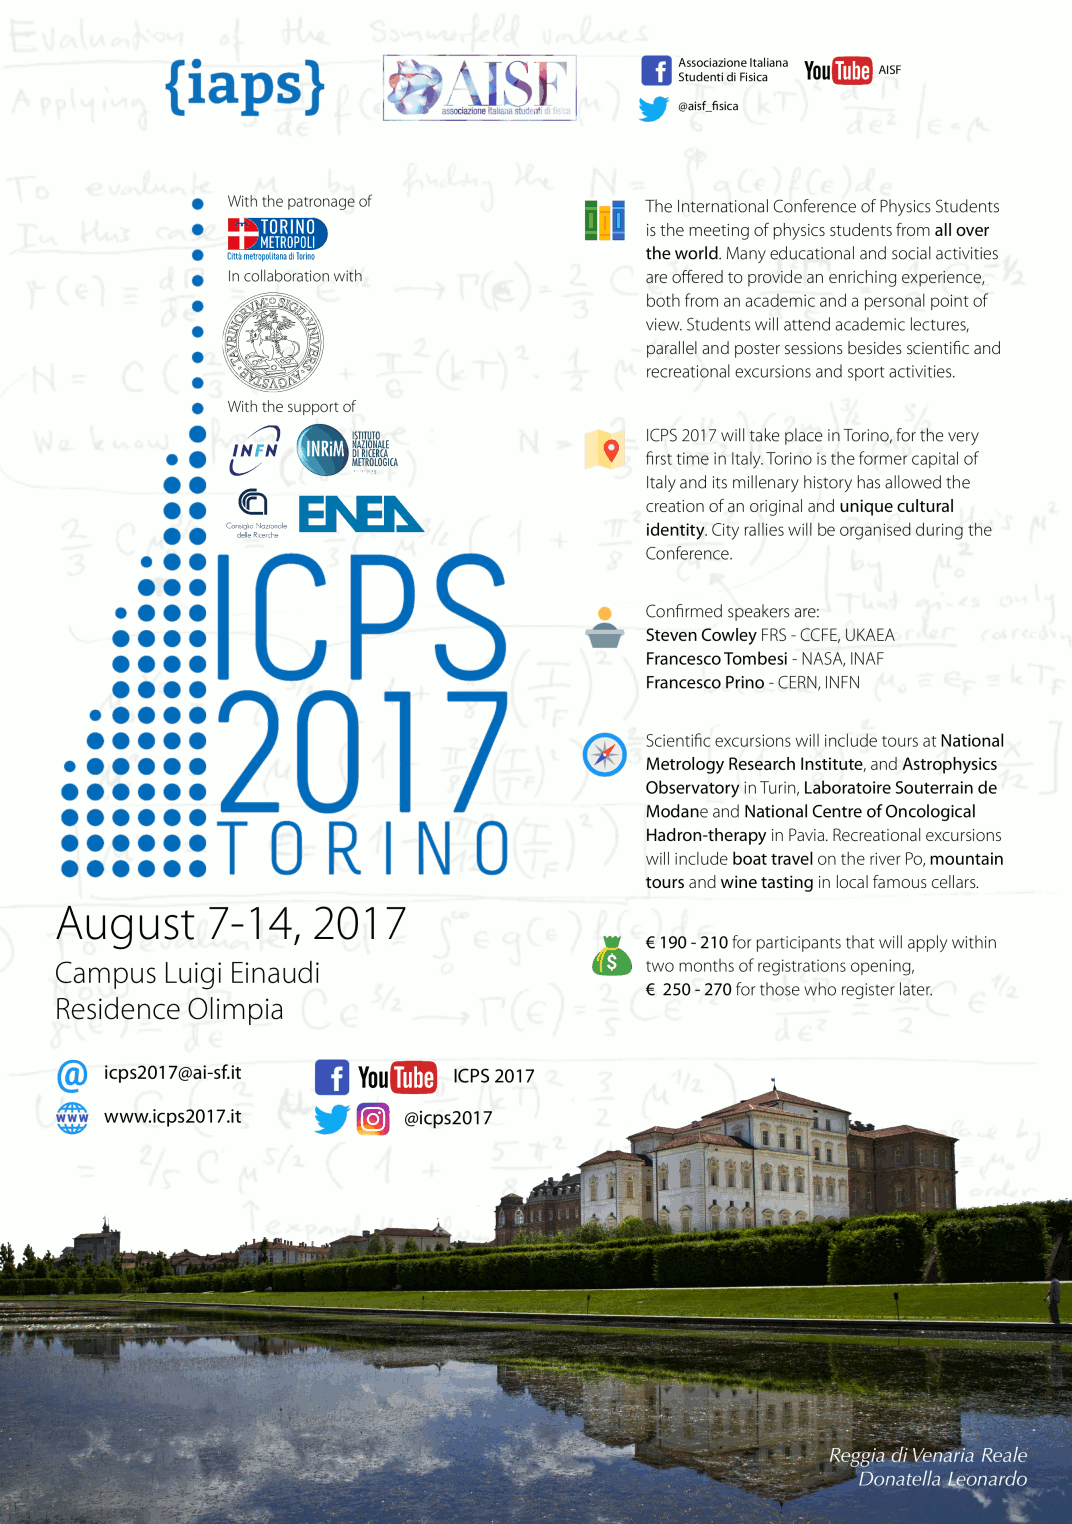 {iaps}
AISF
associazione italiana studenti di fisica
Associazione Italiana
Studenti di Fisica
YouTube AISF
@aisf_fisica
With the patronage of
TORINO
METROPOLI
Città metropolitana di Torino
In collaboration with
With the support of
INFN
INRiM
ISTITUTO
NAZIONALE
DI RICERCA
METROLOGICA
Consiglio Nazionale
delle Ricerche
ENEA
ICPS
2017
TORINO
August 7-14, 2017
Campus Luigi Einaudi
Residence Olimpia
icps2017@ai-sf.it
www.icps2017.it
YouTube ICPS 2017
@icps2017
The International Conference of Physics Students
is the meeting of physics students from all over
the world. Many educational and social activities
are offered to provide an enriching experience,
both from an academic and a personal point of
view. Students will attend academic lectures,
parallel and poster sessions besides scientific and
recreational excursions and sport activities.
ICPS 2017 will take place in Torino, for the very
first time in Italy. Torino is the former capital of
Italy and its millenary history has allowed the
creation of an original and unique cultural
identity. City rallies will be organised during the
Conference.
Confirmed speakers are:
Steven Cowley FRS - CCFE, UKAEA
Francesco Tombesi - NASA, INAF
Francesco Prino - CERN, INFN
Scientific excursions will include tours at National
Metrology Research Institute, and Astrophysics
Observatory in Turin, Laboratoire Souterrain de
Modane and National Centre of Oncological
Hadron-therapy in Pavia. Recreational excursions
will include boat travel on the river Po, mountain
tours and wine tasting in local famous cellars.
€ 190 - 210 for participants that will apply within
two months of registrations opening,
€ 250 - 270 for those who register later.
Reggia di Venaria Reale
Donatella Leonardo